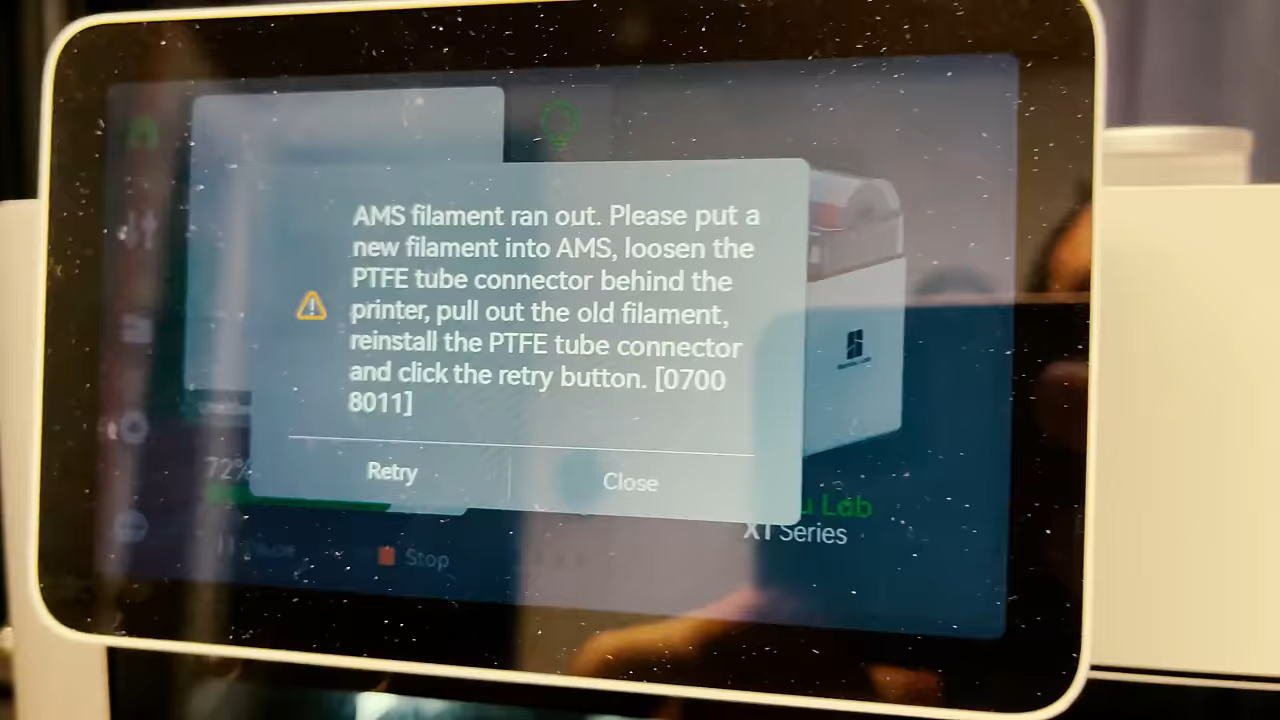 AMS filament ran out. Please put a
new filament into AMS, loosen the
PTFE tube connector behind the
printer, pull out the old filament,
reinstall the PTFE tube connector
and click the retry button. [0700
8011]
Retry
Close
72%
Stop
Lab
X1 Series